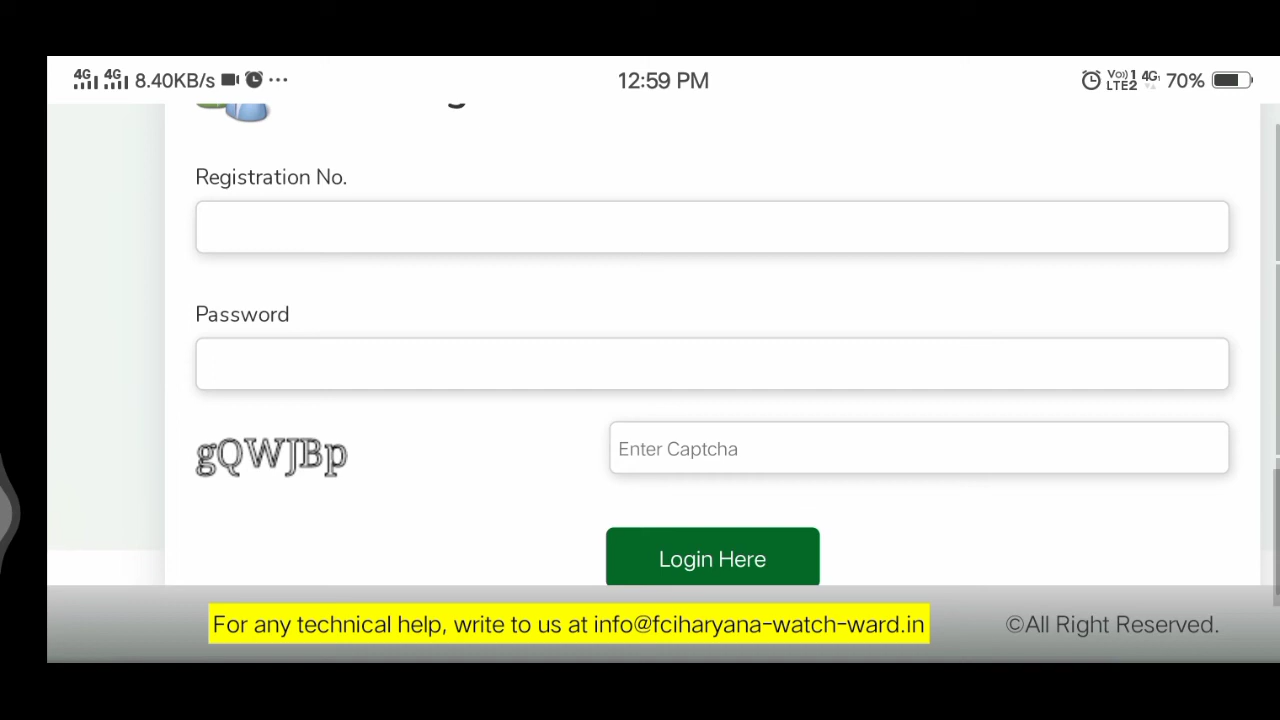 4G 4G 8.40KB/s ... 12:59 PM Vo) 1 LTE2 4G 70%
Registration No.
Password
gQWJBp Enter Captcha
Login Here
For any technical help, write to us at info@fciharyana-watch-ward.in ©All Right Reserved.